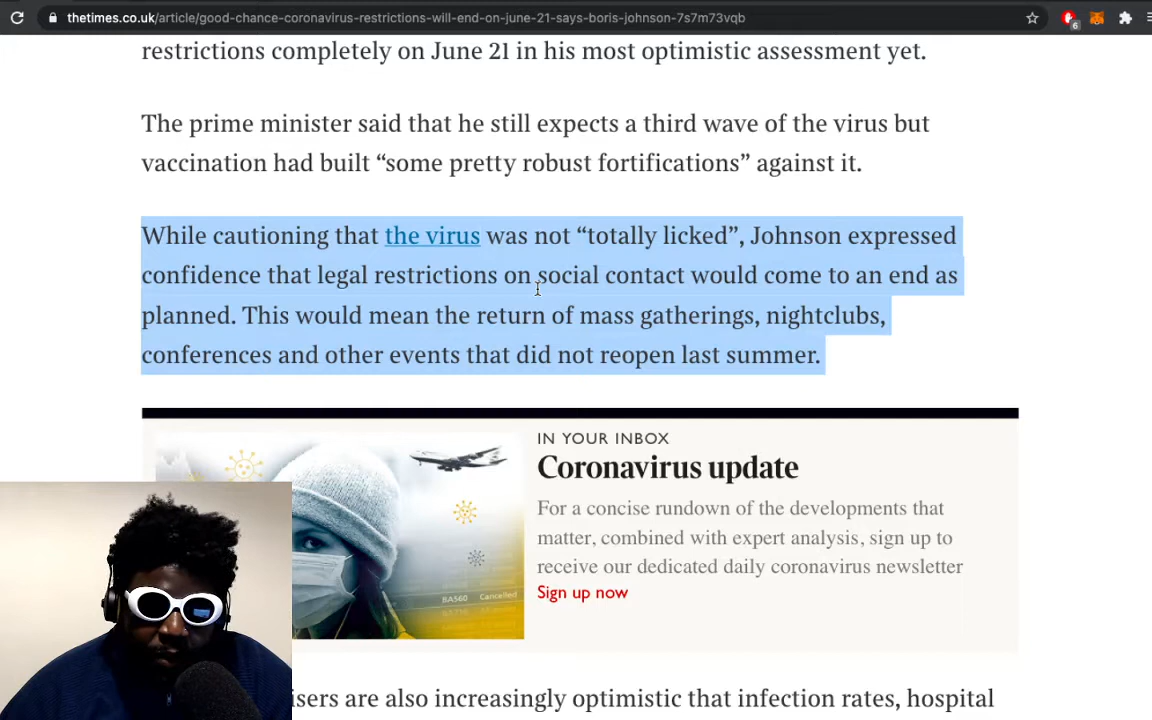 thetimes.co.uk/article/good-chance-coronavirus-restrictions-will-end-on-june-21-says-boris-johnson-7s7m73vqb
6
restrictions completely on June 21 in his most optimistic assessment yet.
The prime minister said that he still expects a third wave of the virus but
vaccination had built “some pretty robust fortifications” against it.
While cautioning that the virus was not “totally licked”, Johnson expressed
confidence that legal restrictions on social contact would come to an end as
planned. This would mean the return of mass gatherings, nightclubs,
conferences and other events that did not reopen last summer.
IN YOUR INBOX
Coronavirus update
For a concise rundown of the developments that
matter, combined with expert analysis, sign up to
receive our dedicated daily coronavirus newsletter
Sign up now
BA560 Cancelled
isers are also increasingly optimistic that infection rates, hospital